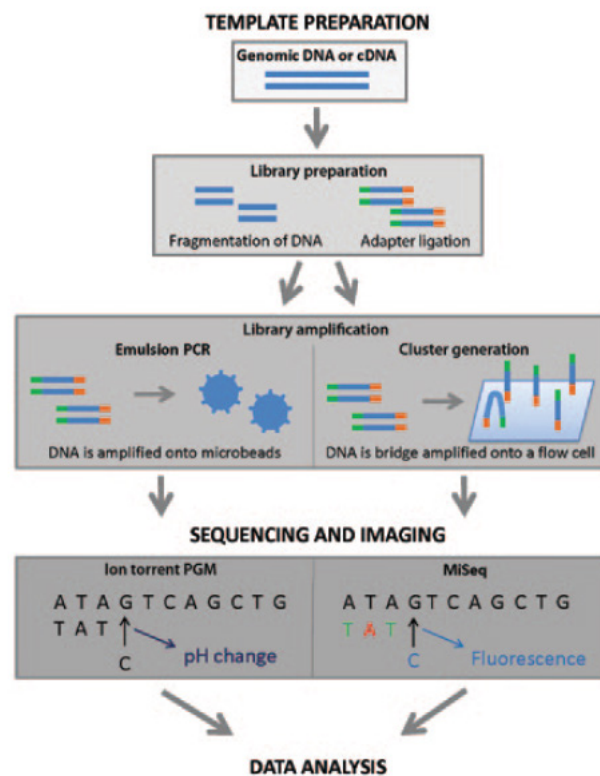 TEMPLATE PREPARATION
Genomic DNA or cDNA
Library preparation
Fragmentation of DNA
Adapter ligation
Library amplification
Emulsion PCR
DNA is amplified onto microbeads
Cluster generation
DNA is bridge amplified onto a flow cell
SEQUENCING AND IMAGING
Ion torrent PGM
A T A G T C A G C T G
T A T
C
pH change
MiSeq
A T A G T C A G C T G
T A T
C
Fluorescence
DATA ANALYSIS